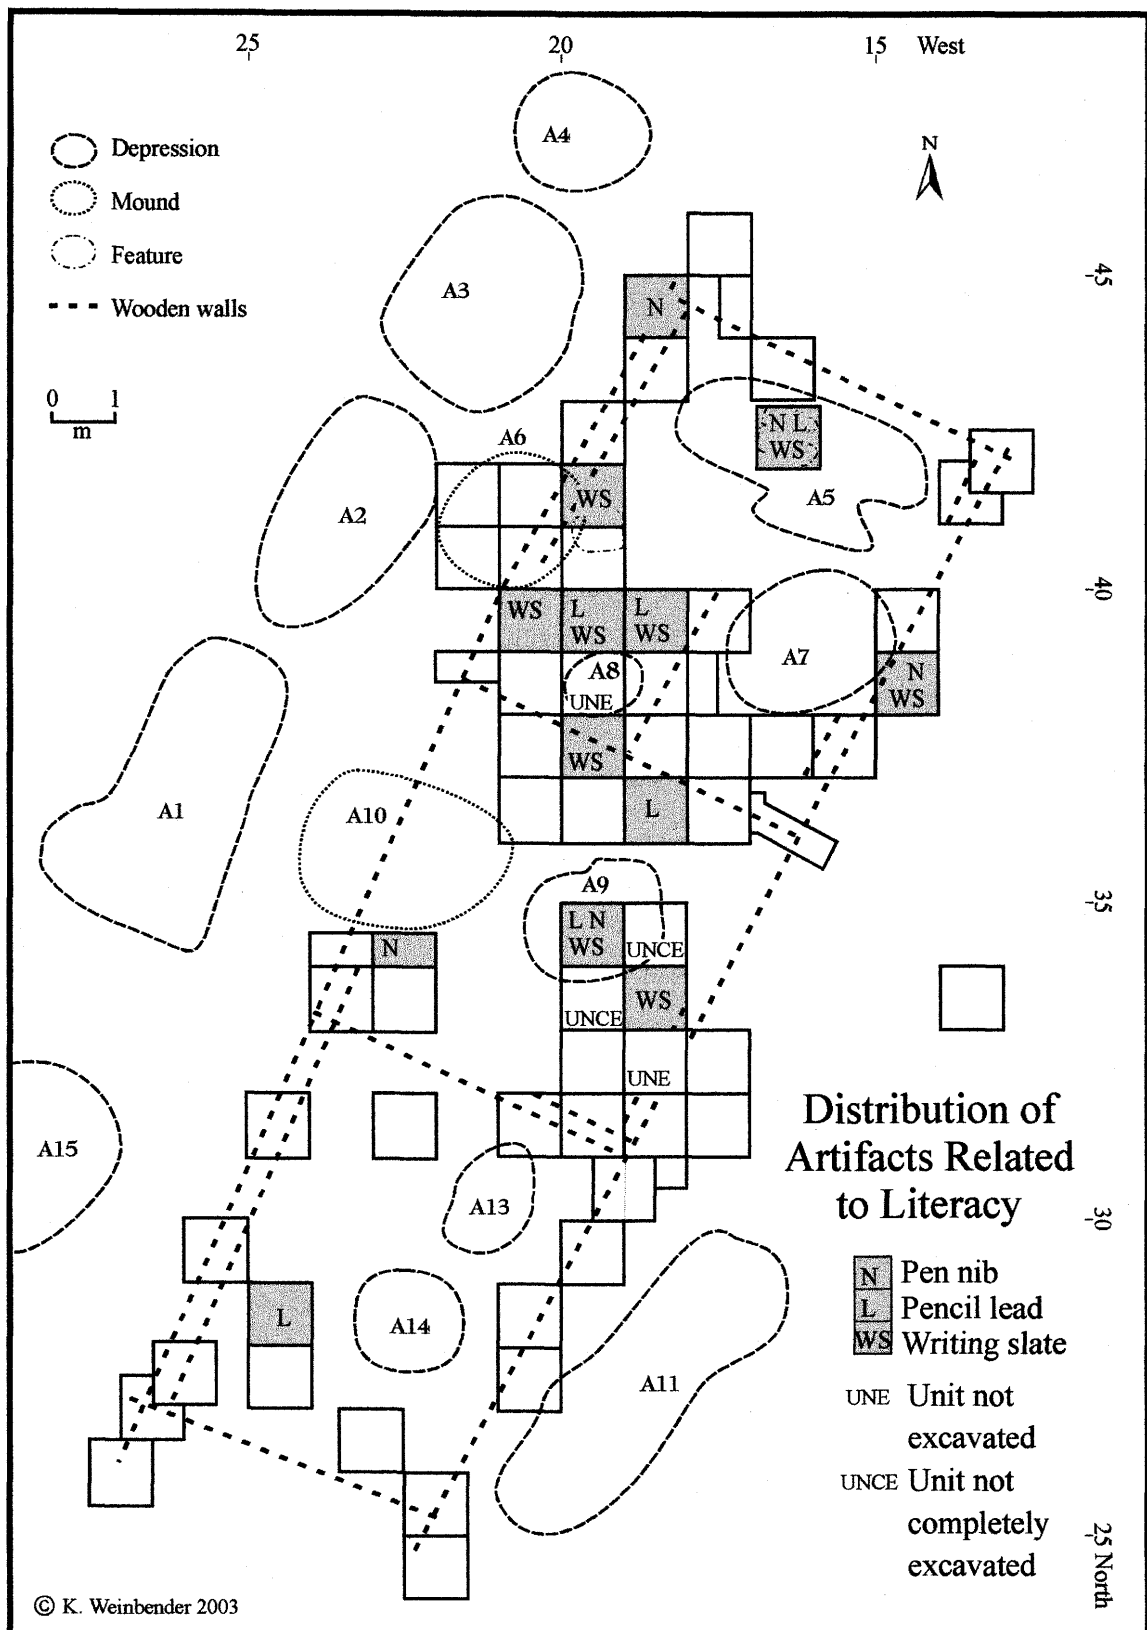 25
20
15
West
A4
Depression
N
Mound
A3
45
Feature
N
Wooden walls
0
1
m
N L
WS
A6
A5
WS
A2
40
WS
L
WS
L
WS
A7
A8
N
WS
UNE
WS
A1
A10
L
A9
35
L N
WS
UNCE
N
WS
UNCE
UNE
Distribution of
Artifacts Related
to Literacy
A15
A13
30
N
Pen nib
L
Pencil lead
WS
Writing slate
L
A14
A11
UNE
Unit not
excavated
UNCE
Unit not
completely
excavated
25 North
© K. Weinbender 2003